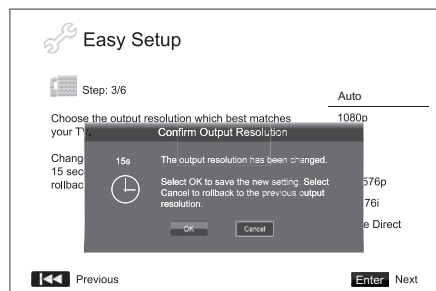 Easy Setup
Step: 3/6
Choose the output resolution which best matches
your TV.
Chang
15 sec
rollbac
Auto
1080p
576p
76i
e Direct
Confirm Output Resolution
15s
The output resolution has been changed.
Select OK to save the new setting. Select
Cancel to rollback to the previous output
resolution.
OK
Cancel
Previous
Enter Next